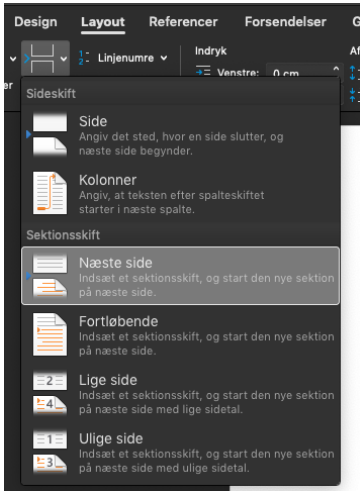 Design Layout Referencer Forsendelser
Linjenumre Indryk
Venstre: 0 cm
Sideskift
Side
Angiv det sted, hvor en side slutter, og
næste side begynder.
Kolonner
Angiv, at teksten efter spalteskiftet
starter i næste spalte.
Sektionsskift
Næste side
Indsæt et sektionsskift, og start den nye sektion
på næste side.
Fortløbende
Indsæt et sektionsskift, og start den nye sektion
på næste side.
Lige side
Indsæt et sektionsskift, og start den nye sektion
på næste side med lige sidetal.
Ulige side
Indsæt et sektionsskift, og start den nye sektion
på næste side med ulige sidetal.